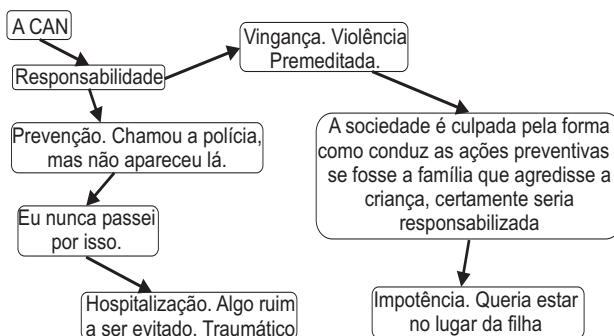 A CAN
Responsabilidade
Vingança. Violência
Premeditada.
Prevenção. Chamou a polícia,
mas não apareceu lá.
A sociedade é culpada pela forma
como conduz as ações preventivas
se fosse a família que agredisse a
criança, certamente seria
responsabilizada
Eu nunca passei
por isso.
Hospitalização. Algo ruim
a ser evitado. Traumático
Impotência. Queria estar
no lugar da filha